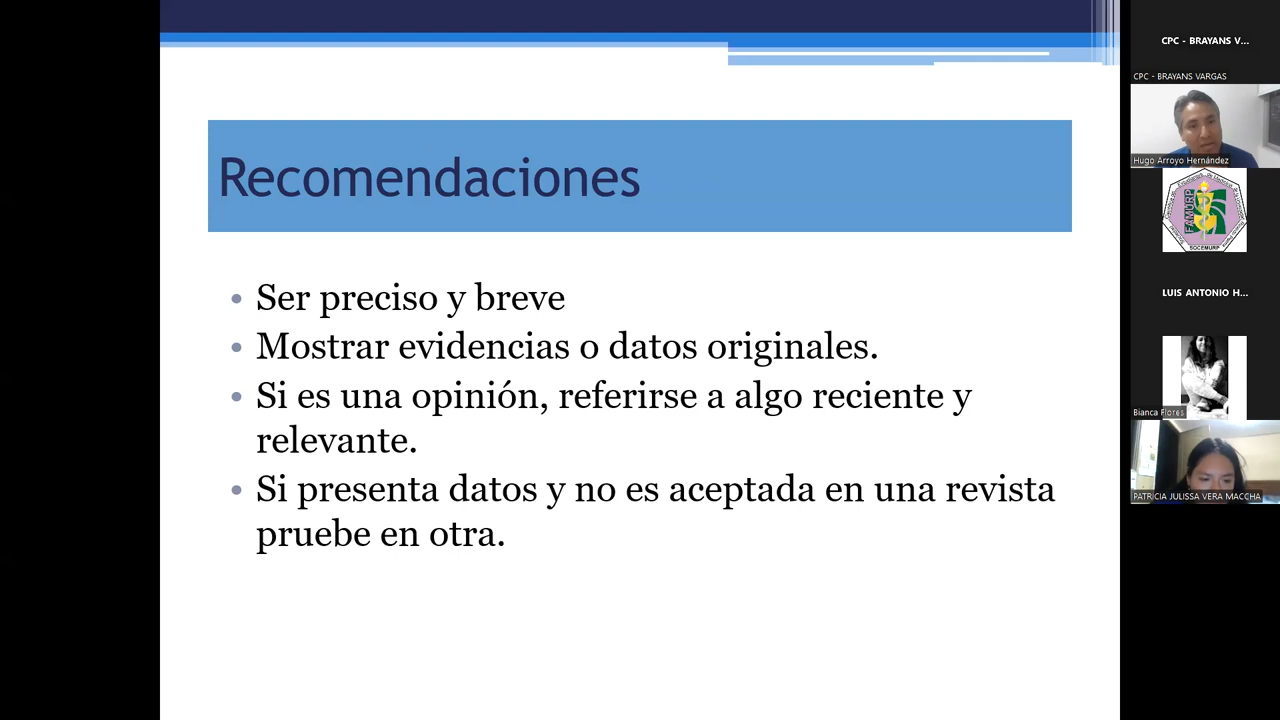 Recomendaciones
• Ser preciso y breve
• Mostrar evidencias o datos originales.
• Si es una opinión, referirse a algo reciente y
relevante.
• Si presenta datos y no es aceptada en una revista
pruebe en otra.
CPC - BRAYANS V...
CPC - BRAYANS VARGAS
Hugo Arroyo Hernández
FAMURP
SOCEMURP
LUIS ANTONIO H...
Bianca Flores
PATRICIA JULISSA VERA MACCHA